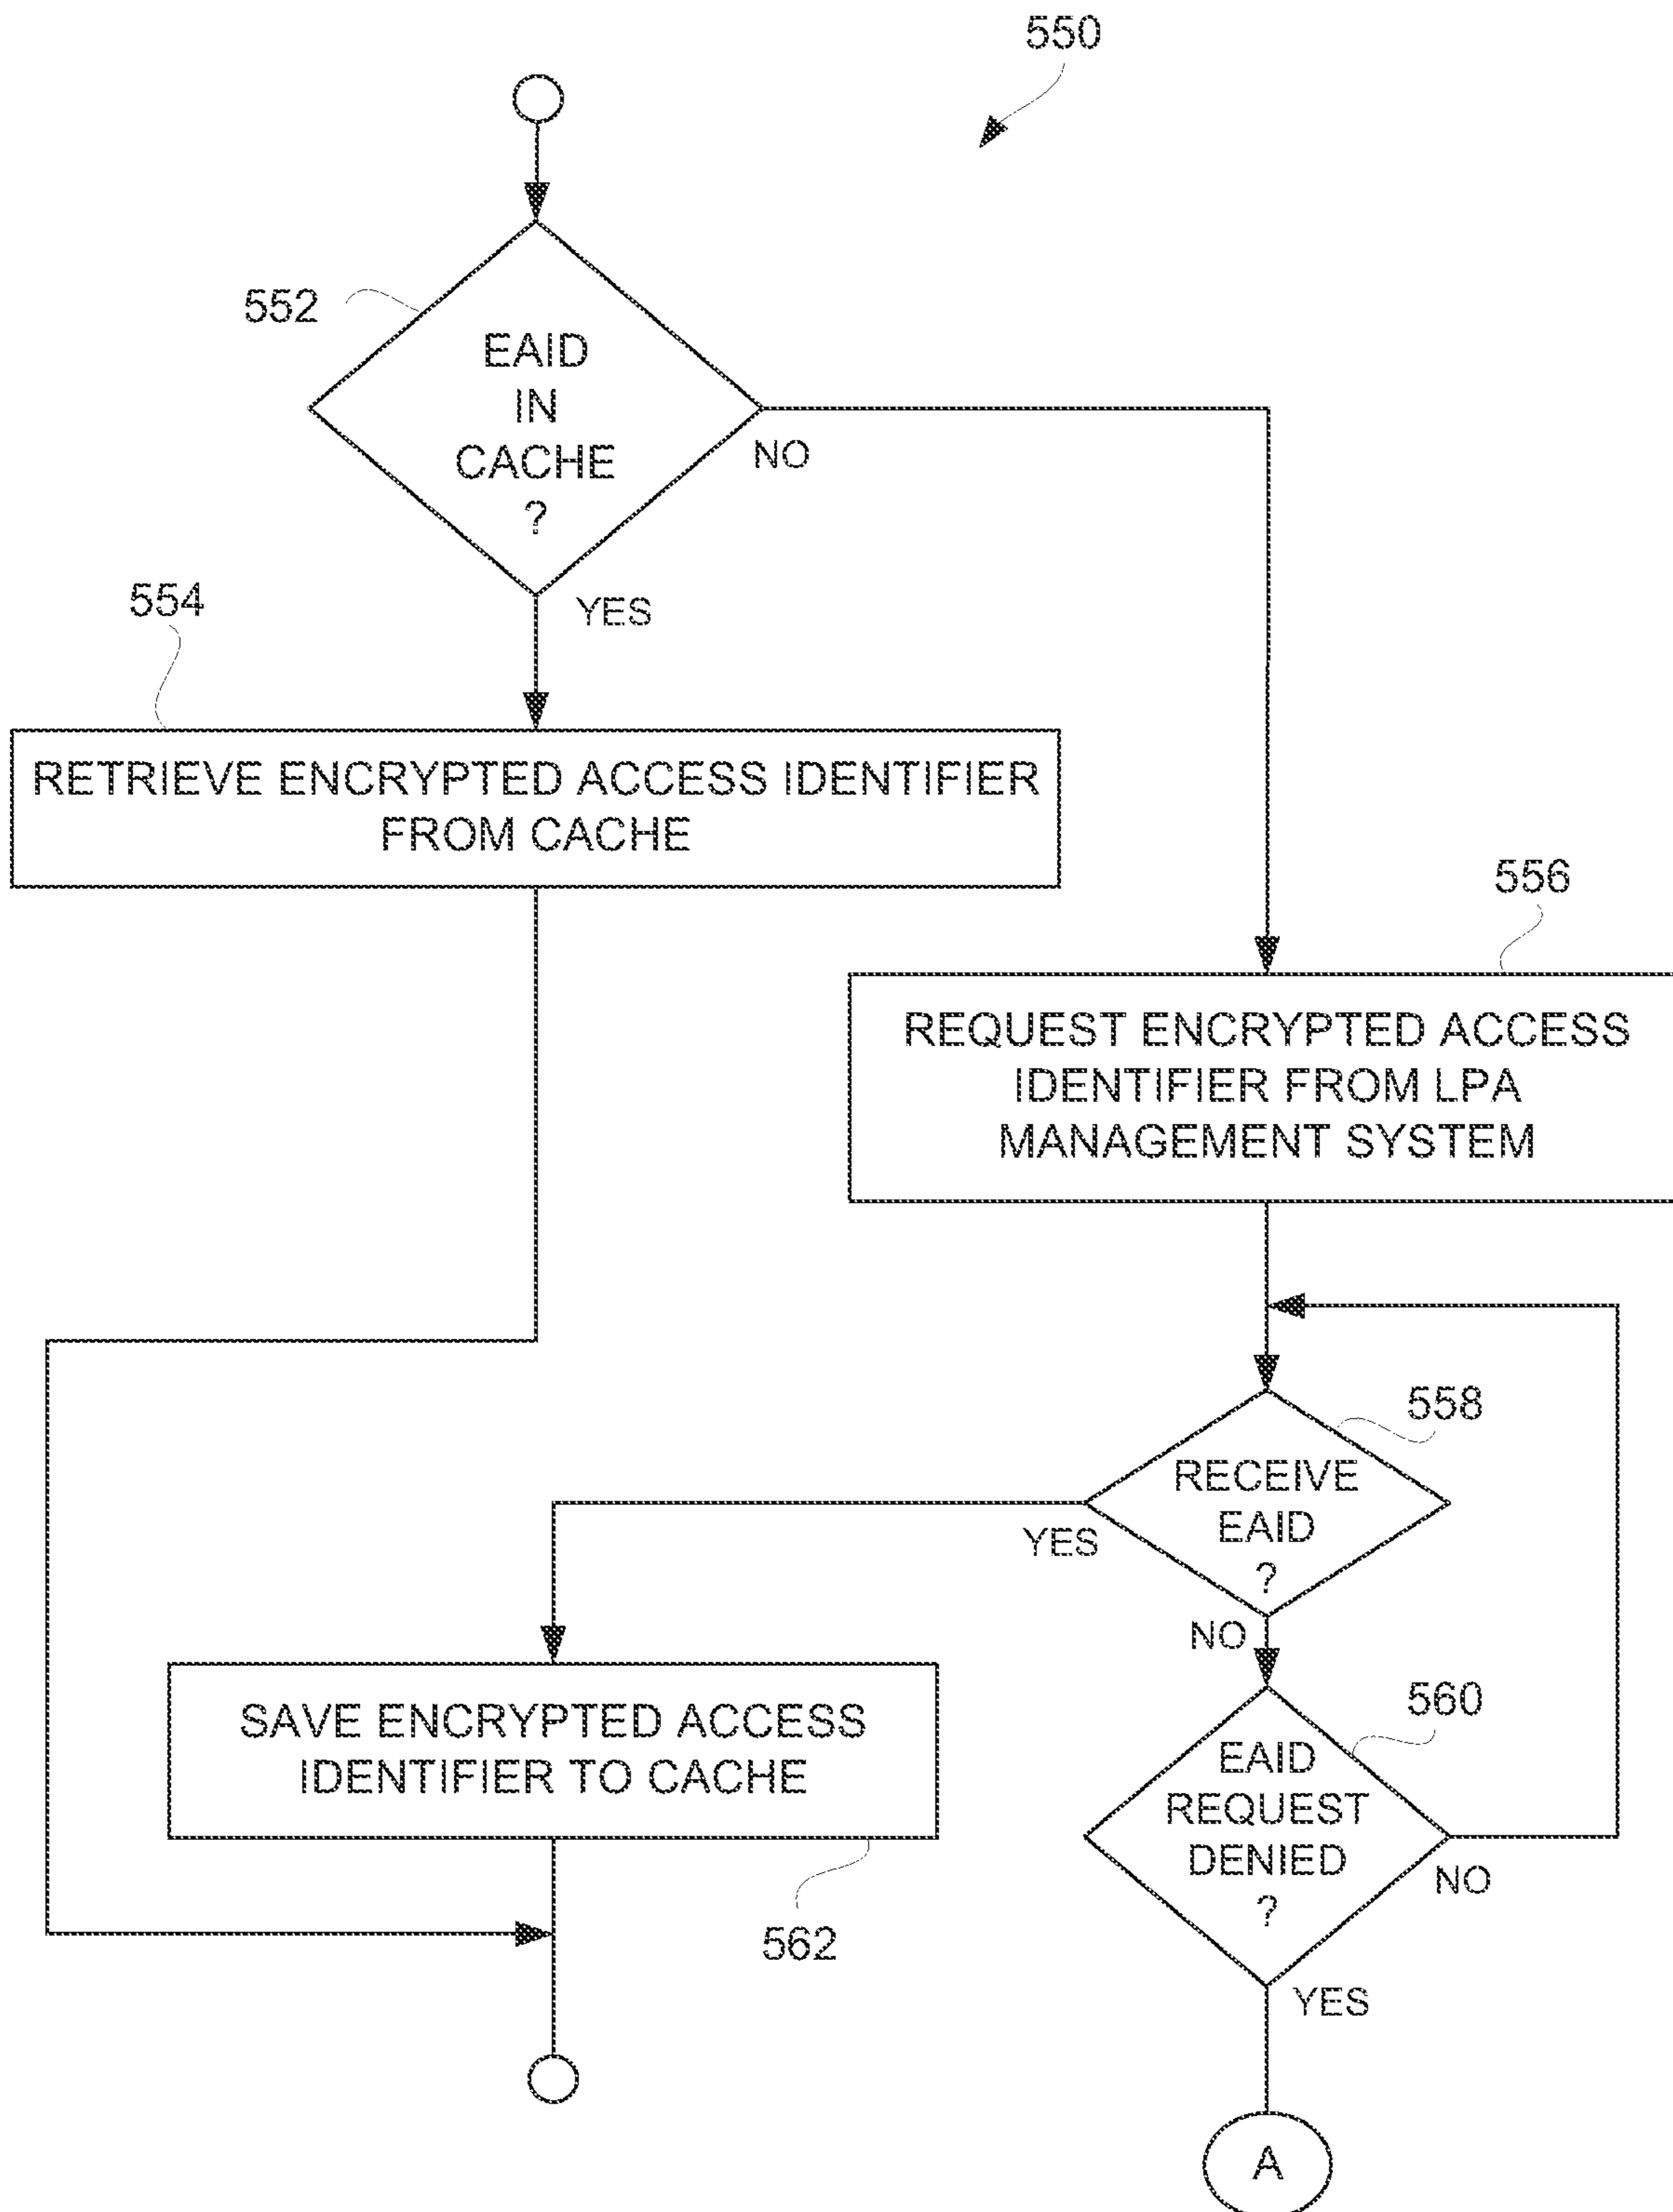 550
552
EAID
IN
CACHE
?
NO
YES
554
RETRIEVE ENCRYPTED ACCESS IDENTIFIER
FROM CACHE
556
REQUEST ENCRYPTED ACCESS
IDENTIFIER FROM LPA
MANAGEMENT SYSTEM
558
RECEIVE
EAID
?
YES
NO
560
EAID
REQUEST
DENIED
?
NO
YES
SAVE ENCRYPTED ACCESS
IDENTIFIER TO CACHE
562
A